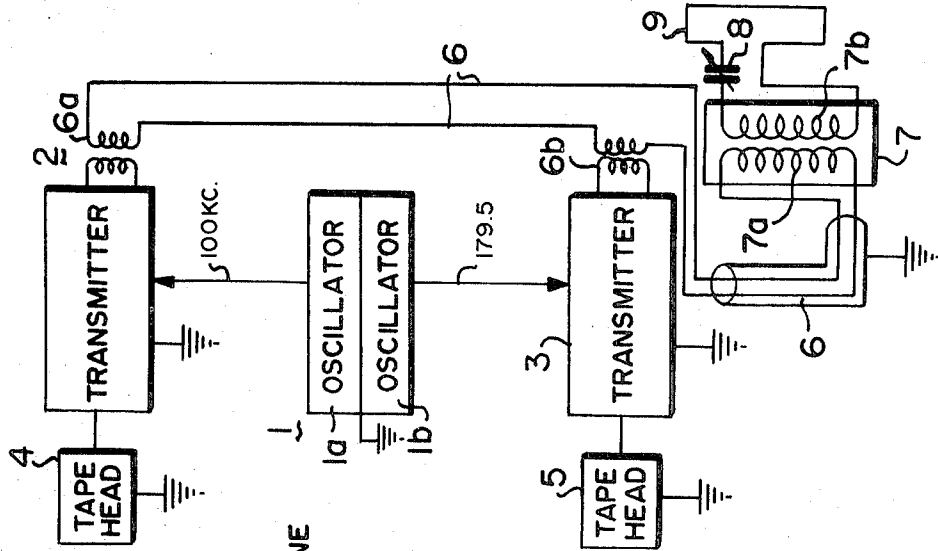 4
TAPE
HEAD
TRANSMITTER
2
6a
100KC.
6
NE
1
1a
OSCILLATOR
OSCILLATOR
1b
179.5
5
TAPE
HEAD
3
TRANSMITTER
6b
6
7a
7b
7
8
9